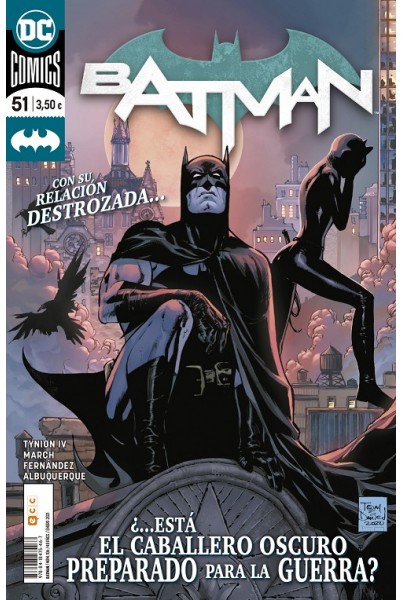 DC
COMICS
51 | 3,50 €
BATMAN
CON SU
RELACIÓN
DESTROZADA...
TYNION IV
MARCH
FERNÁNDEZ
ALBUQUERQUE
ECC
¿...ESTÁ
EL CABALLERO OSCURO
PREPARADO PARA LA GUERRA?